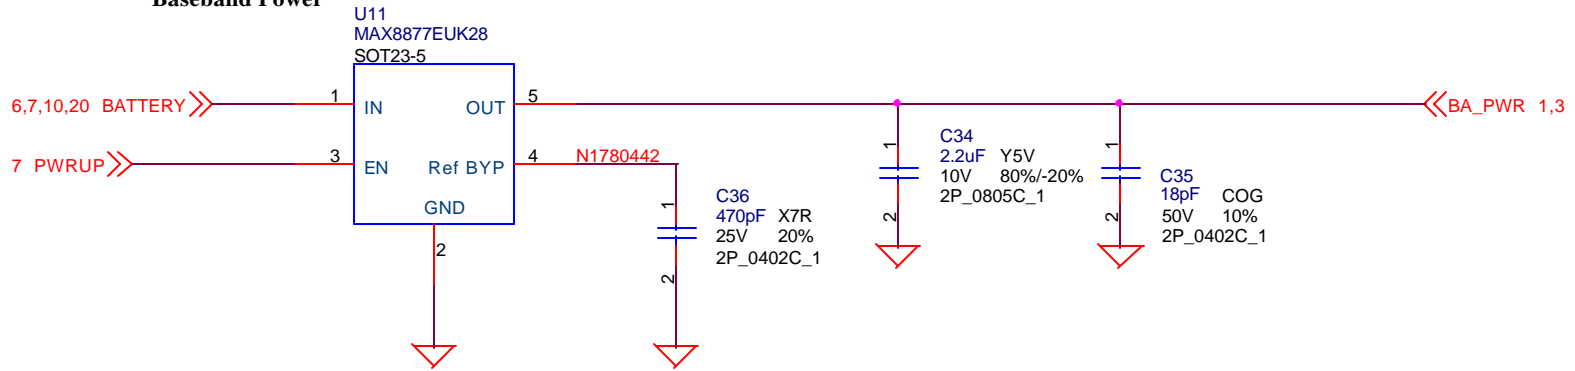 Baseband Power
U11
MAX8877EUK28
SOT23-5
6,7,10,20 BATTERY
1
IN
OUT
5
BA_PWR 1,3
7 PWRUP
3
EN
Ref BYP
4
N1780442
GND
2
C36
470pF X7R
25V 20%
2P_0402C_1
1
2
C34
2.2uF Y5V
10V 80%/-20%
2P_0805C_1
1
2
C35
18pF COG
50V 10%
2P_0402C_1
1
2